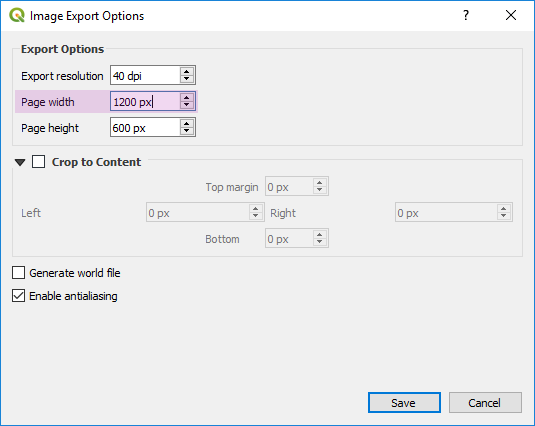 Image Export Options
Export Options
Export resolution 40 dpi
Page width 1200 px
Page height 600 px
Crop to Content
Top margin 0 px
Left 0 px Right 0 px
Bottom 0 px
Generate world file
Enable antialiasing
Save Cancel